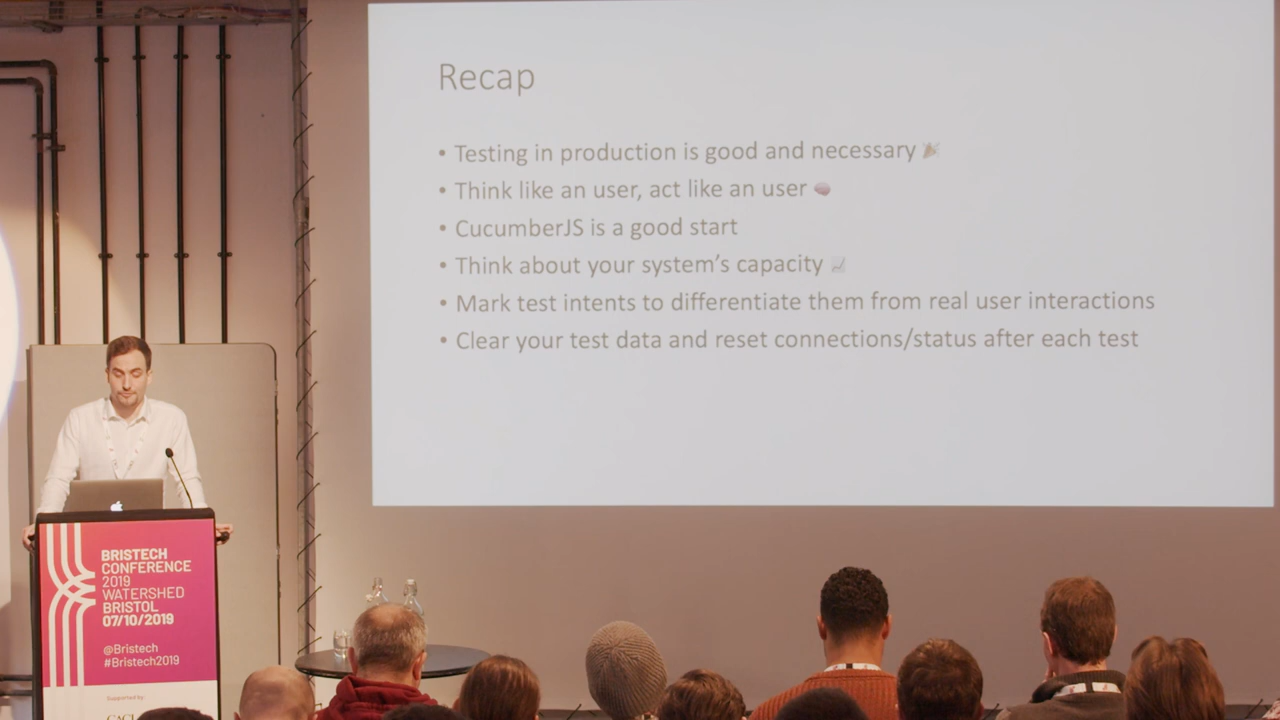 Recap
• Testing in production is good and necessary 🎉
• Think like an user, act like an user 🧠
• CucumberJS is a good start
• Think about your system's capacity 📈
• Mark test intents to differentiate them from real user interactions
• Clear your test data and reset connections/status after each test
BRISTECH
CONFERENCE
2019
WATERSHED
BRISTOL
07/10/2019
@Bristech
#Bristech2019
Supported by: